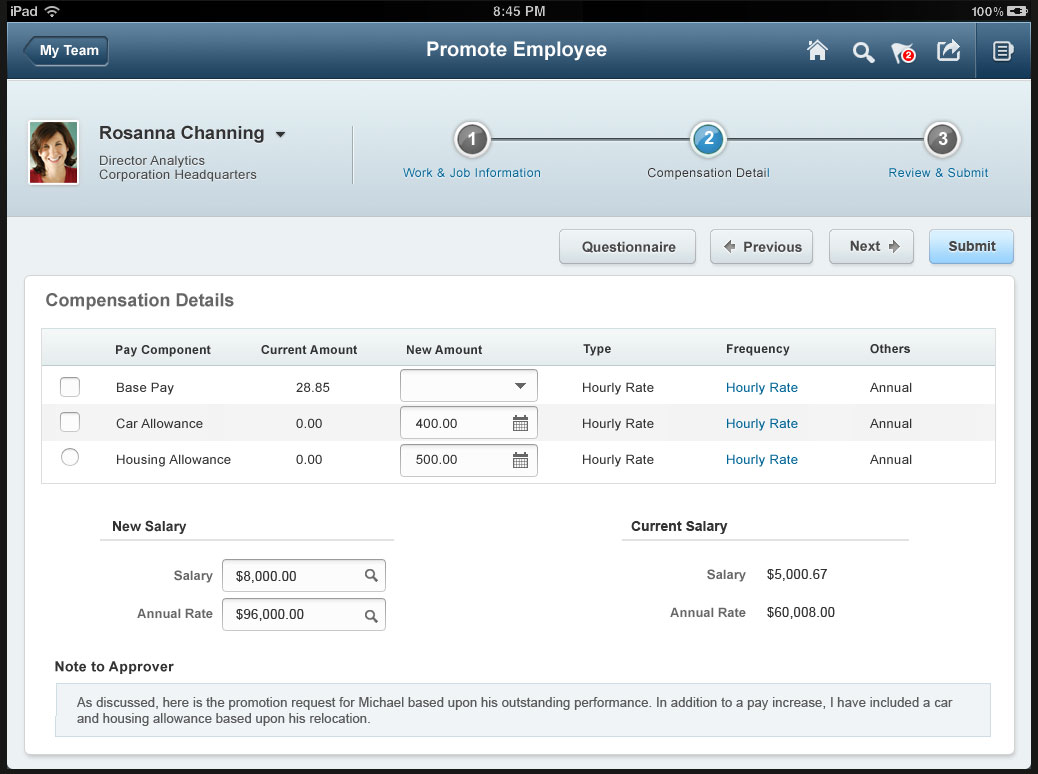 iPad 8:45 PM 100%
My Team Promote Employee 2
Rosanna Channing
Director Analytics
Corporation Headquarters
1 2 3
Work & Job Information Compensation Detail Review & Submit
Questionnaire Previous Next Submit
Compensation Details
Pay Component Current Amount New Amount Type Frequency Others
Base Pay 28.85 Hourly Rate Hourly Rate Annual
Car Allowance 0.00 400.00 Hourly Rate Hourly Rate Annual
Housing Allowance 0.00 500.00 Hourly Rate Hourly Rate Annual
New Salary Current Salary
Salary $8,000.00 Salary $5,000.67
Annual Rate $96,000.00 Annual Rate $60,008.00
Note to Approver
As discussed, here is the promotion request for Michael based upon his outstanding performance. In addition to a pay increase, I have included a car
and housing allowance based upon his relocation.